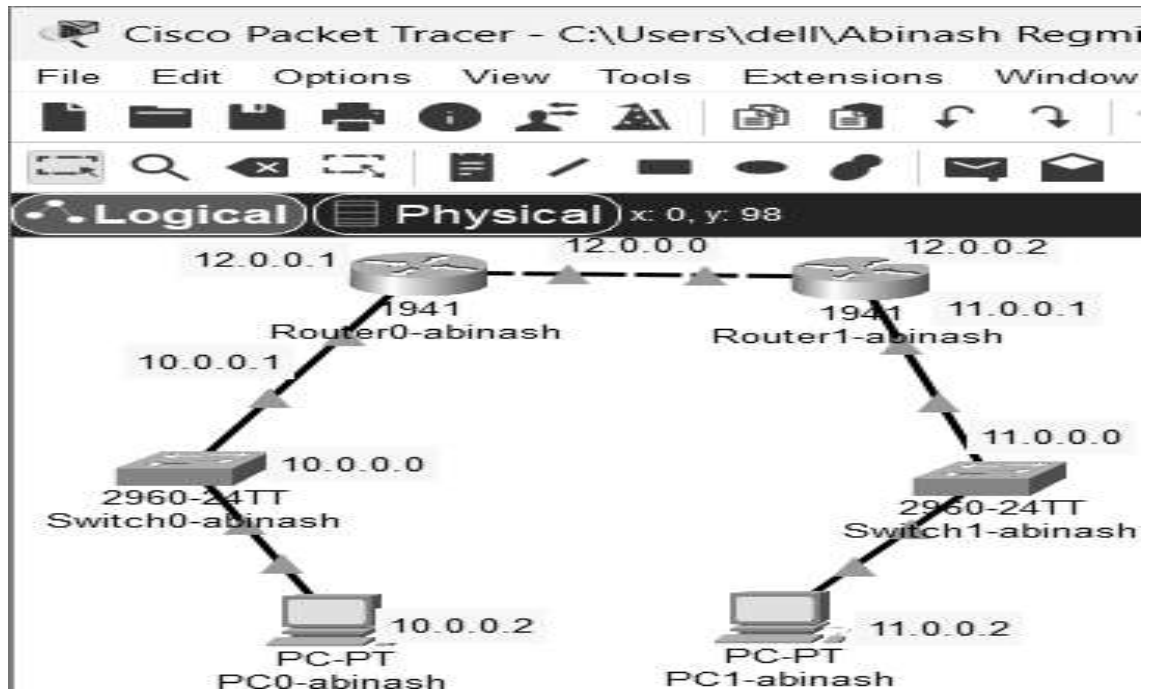 Cisco Packet Tracer - C:\Users\dell\Abinash Regmi
File Edit Options View Tools Extensions Window
Logical Physical x: 0, y: 98
12.0.0.1 12.0.0.0 12.0.0.2
1941 1941 11.0.0.1
Router0-abinash Router1-abinash
10.0.0.1
11.0.0.0
10.0.0.0
2960-24TT 2950-24TT
Switch0-abinash Switch1-abinash
10.0.0.2 11.0.0.2
PC-PT PC-PT
PC0-abinash PC1-abinash